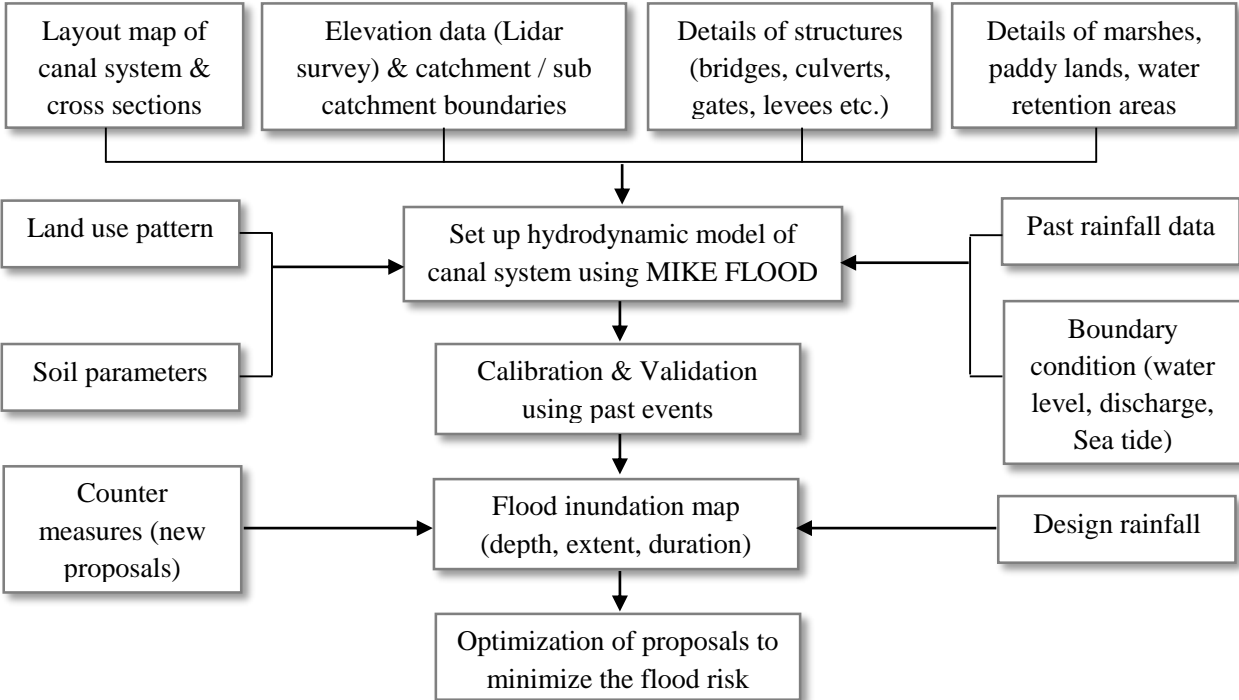 Layout map of
canal system &
cross sections
Elevation data (Lidar
survey) & catchment / sub
catchment boundaries
Details of structures
(bridges, culverts,
gates, levees etc.)
Details of marshes,
paddy lands, water
retention areas
Land use pattern
Set up hydrodynamic model of
canal system using MIKE FLOOD
Past rainfall data
Soil parameters
Calibration & Validation
using past events
Boundary
condition (water
level, discharge,
Sea tide)
Counter
measures (new
proposals)
Flood inundation map
(depth, extent, duration)
Design rainfall
Optimization of proposals to
minimize the flood risk